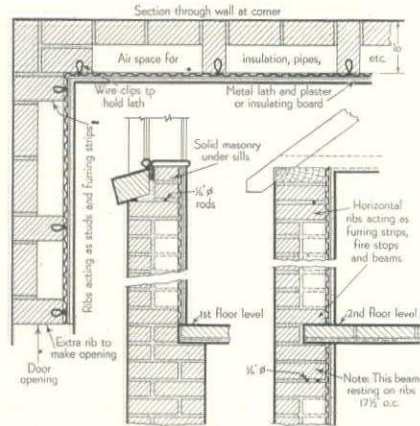 Section through wall at corner
Air space for
insulation, pipes,
etc.
8"
Wire clips to
hold lath
Metal lath and plaster
or insulating board
Ribs acting as studs and furring strips
Solid masonry
under sills
¼" Ø
rods
Horizontal
ribs acting as
furring strips,
fire stops
and beams
1st floor level
2nd floor level
Extra rib to
make opening
Door
opening
¼" Ø
Note: This beam
resting on ribs
17½" o.c.